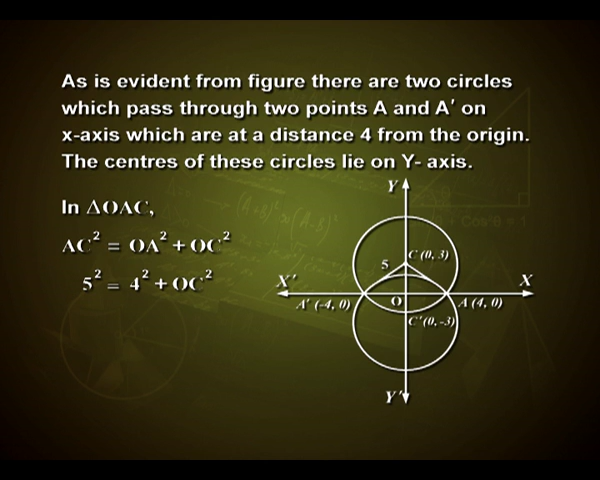 As is evident from figure there are two circles
which pass through two points A and A' on
x-axis which are at a distance 4 from the origin.
The centres of these circles lie on Y- axis.
In ΔOAC,
AC² = OA² + OC²
5² = 4² + OC²
Y
C (0, 3)
5
X'
X
A' (-4, 0)
O
A (4, 0)
C' (0, -3)
Y'